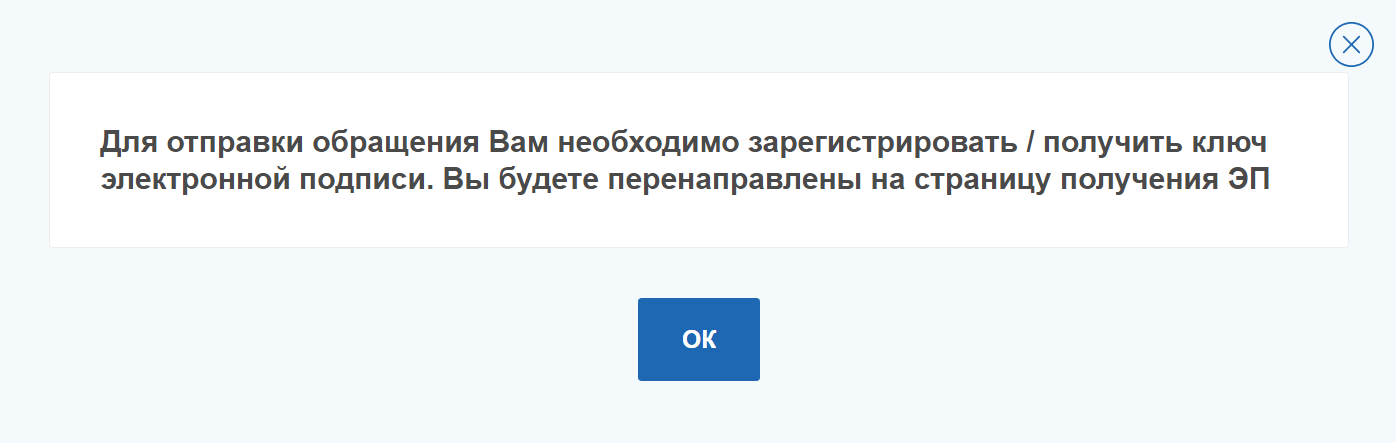 Для отправки обращения Вам необходимо зарегистрировать / получить ключ
электронной подписи. Вы будете перенаправлены на страницу получения ЭП
ОК